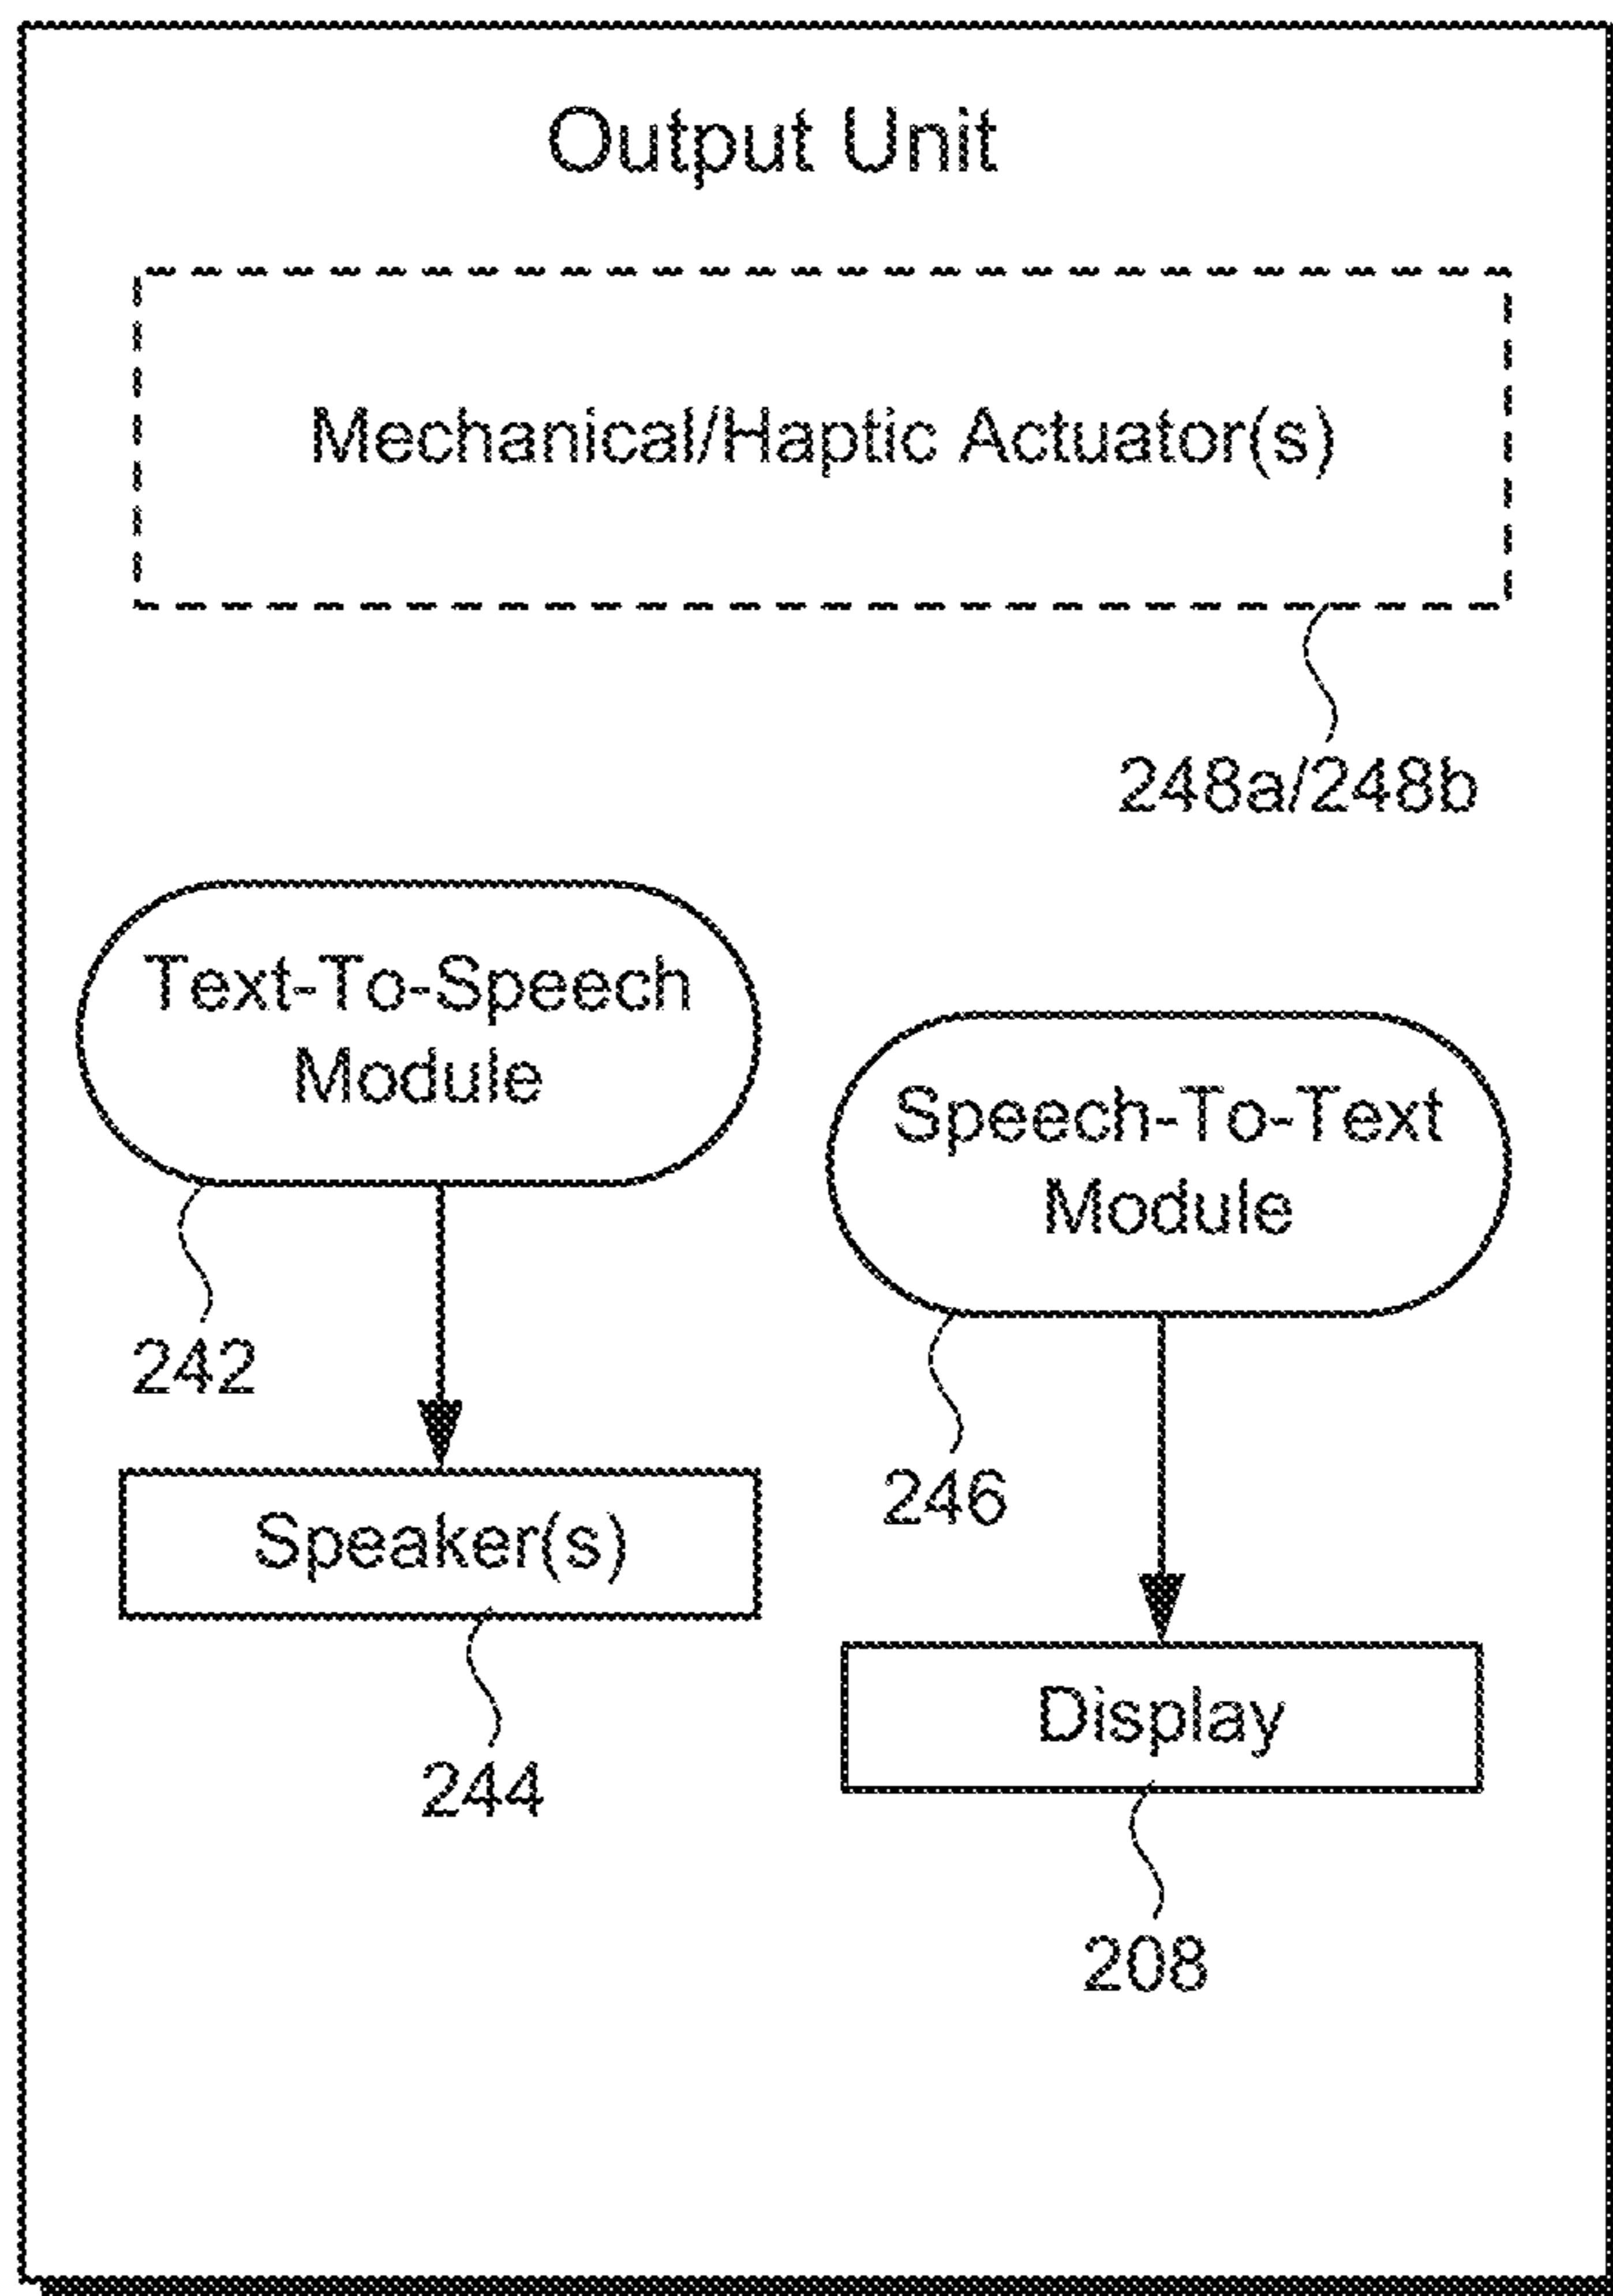 Output Unit
Mechanical/Haptic Actuator(s)
248a/248b
Text-To-Speech
Module
242
Speaker(s)
244
Speech-To-Text
Module
246
Display
208